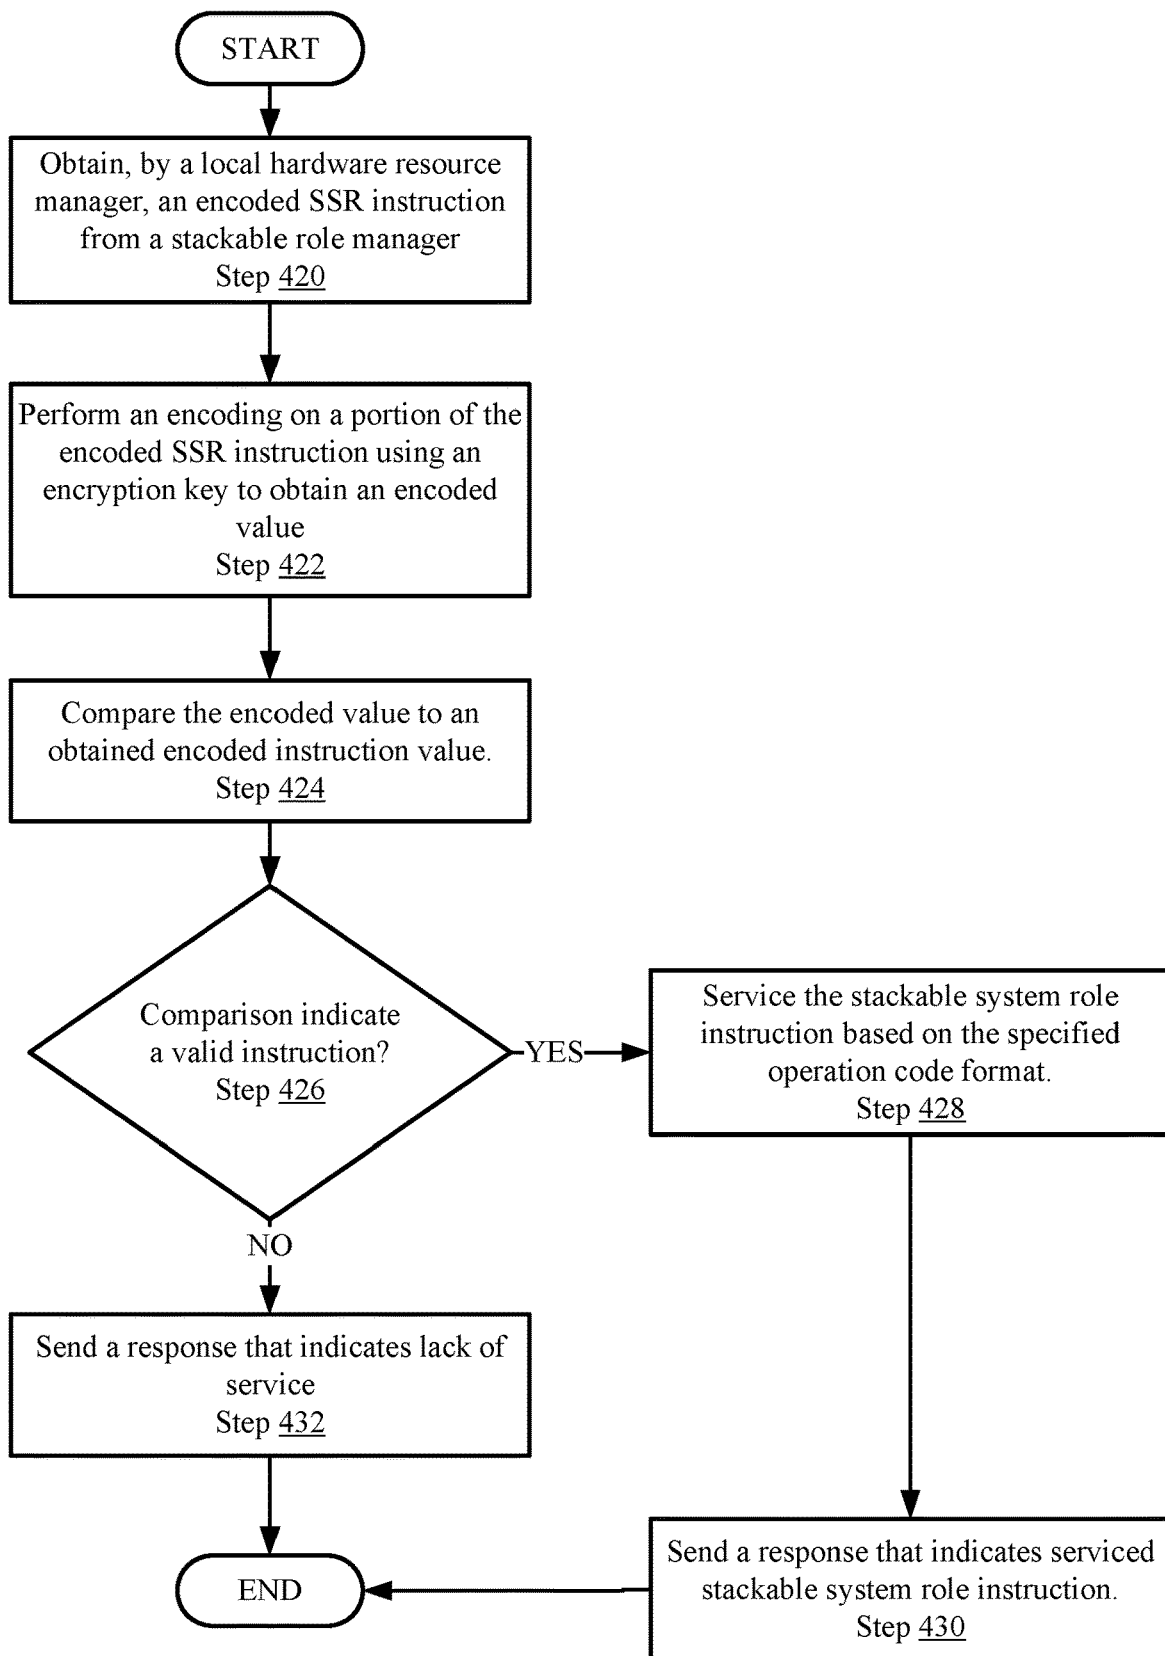 START
Obtain, by a local hardware resource
manager, an encoded SSR instruction
from a stackable role manager
Step 420
Perform an encoding on a portion of the
encoded SSR instruction using an
encryption key to obtain an encoded
value
Step 422
Compare the encoded value to an
obtained encoded instruction value.
Step 424
Comparison indicate
a valid instruction?
Step 426
YES
Service the stackable system role
instruction based on the specified
operation code format.
Step 428
NO
Send a response that indicates lack of
service
Step 432
Send a response that indicates serviced
stackable system role instruction.
Step 430
END